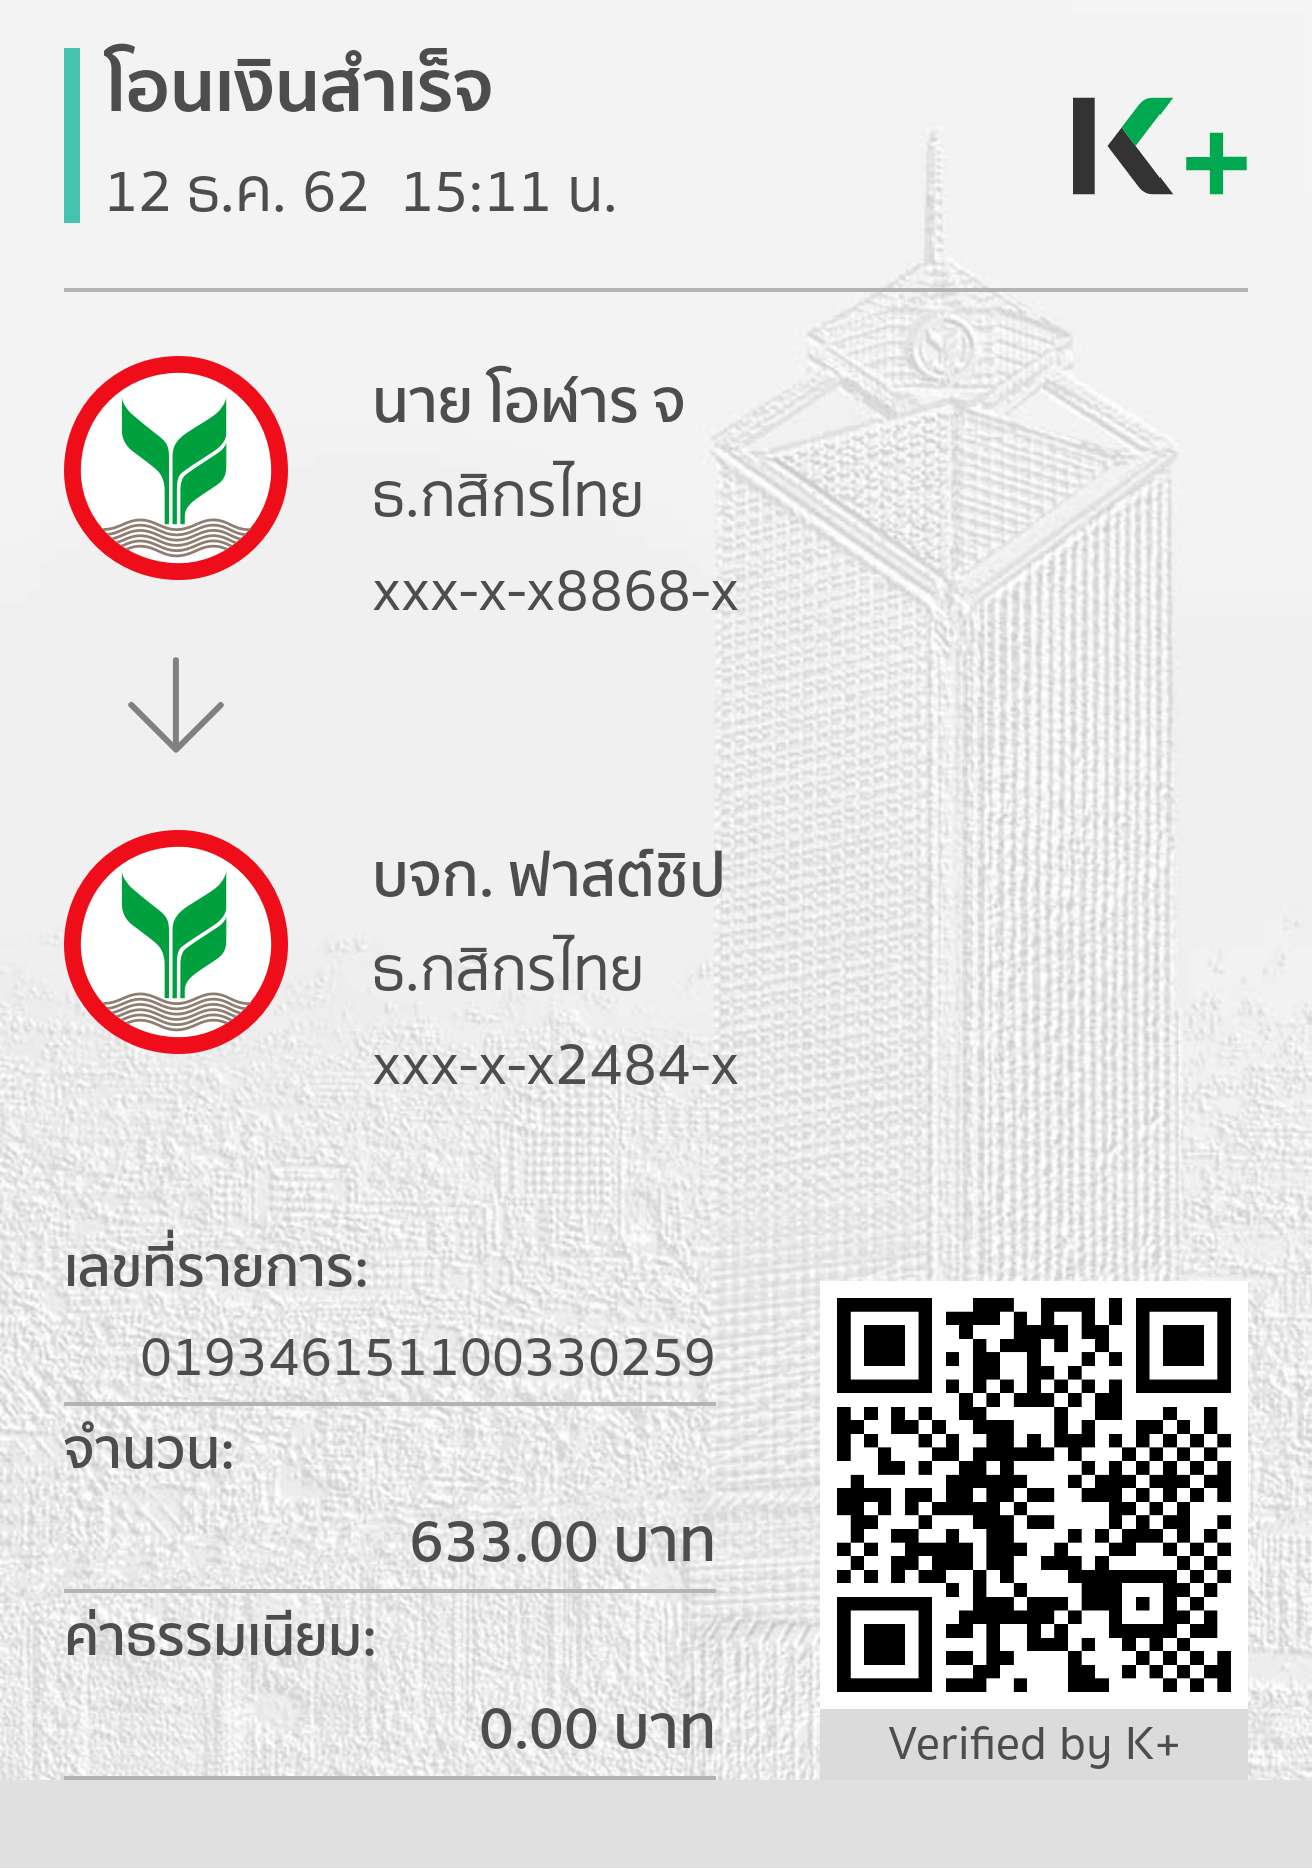 โอนเงินสำเร็จ
12 ธ.ค. 62 15:11 น.
K+
นาย โอฬาร จ
ธ.กสิกรไทย
xxx-x-x8868-x
บจก. ฟาสต์ชิป
ธ.กสิกรไทย
xxx-x-x2484-x
เลขที่รายการ:
019346151100330259
จำนวน:
633.00 บาท
ค่าธรรมเนียม:
0.00 บาท
Verified by K+